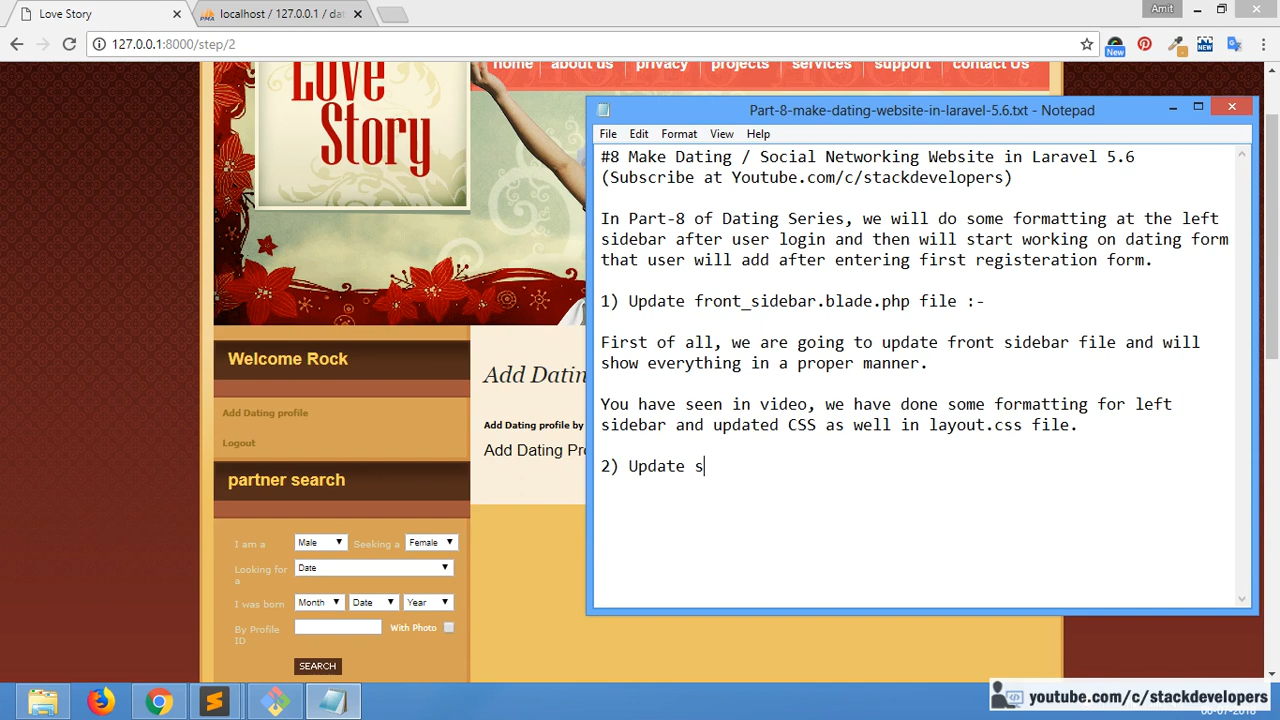 Love Story
localhost / 127.0.0.1 / dat
Amit
127.0.0.1:8000/step/2
New
NEW
home about us privacy projects services support contact Us
Love
Story
Part-8-make-dating-website-in-laravel-5.6.txt - Notepad
File Edit Format View Help
#8 Make Dating / Social Networking Website in Laravel 5.6
(Subscribe at Youtube.com/c/stackdevelopers)
In Part-8 of Dating Series, we will do some formatting at the left
sidebar after user login and then will start working on dating form
that user will add after entering first registeration form.
1) Update front_sidebar.blade.php file :-
First of all, we are going to update front sidebar file and will
show everything in a proper manner.
You have seen in video, we have done some formatting for left
sidebar and updated CSS as well in layout.css file.
2) Update s
Welcome Rock
Add Dating profile
Logout
partner search
I am a Male Seeking a Female
Looking for a Date
I was born Month Date Year
By Profile ID With Photo
SEARCH
Add Datin
Add Dating profile by
Add Dating Pr
youtube.com/c/stackdevelopers